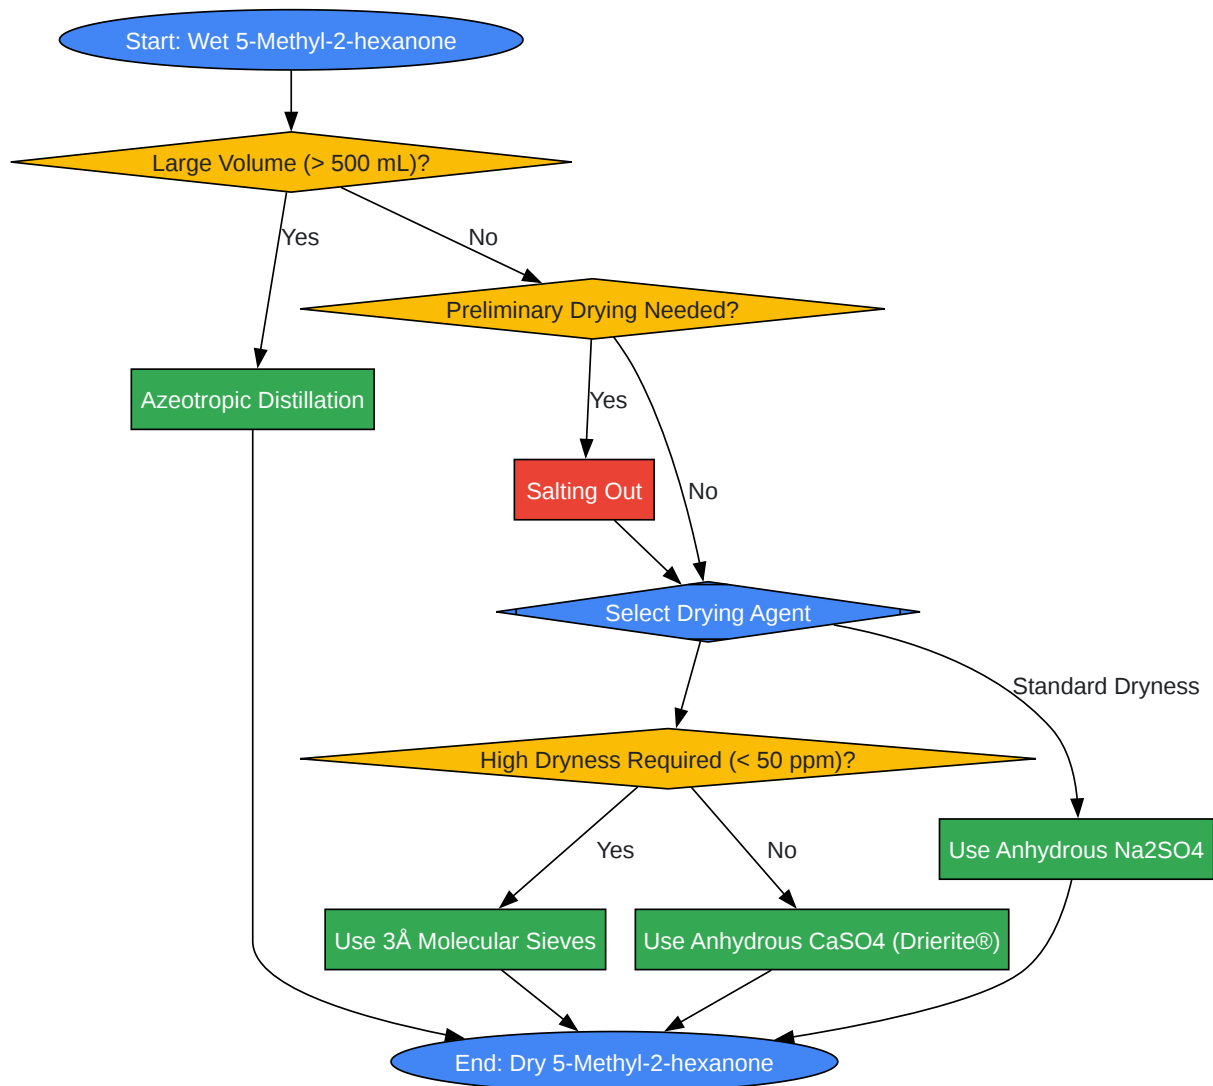 Start: Wet 5-Methyl-2-hexanone
Large Volume (> 500 mL)?
Yes
No
Preliminary Drying Needed?
Azeotropic Distillation
Yes
Salting Out
No
Select Drying Agent
Standard Dryness
High Dryness Required (< 50 ppm)?
Yes
No
Use Anhydrous Na2SO4
Use 3Å Molecular Sieves
Use Anhydrous CaSO4 (Drierite®)
End: Dry 5-Methyl-2-hexanone